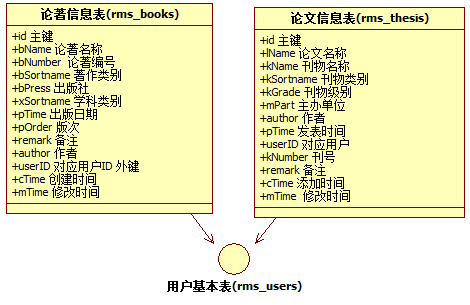 论著信息表(rms_books)
+id 主键
+bName 论著名称
+bNumber 论著编号
+bSortname 著作类别
+bPress 出版社
+xSortname 学科类别
+pTime 出版日期
+pOrder 版次
+remark 备注
+author 作者
+userID 对应用户ID 外键
+cTime 创建时间
+mTime 修改时间
论文信息表(rms_thesis)
+id 主键
+lName 论文名称
+kName 刊物名称
+kSortname 刊物类别
+kGrade 刊物级别
+mPart 主办单位
+author 作者
+pTime 发表时间
+userID 对应用户
+kNumber 刊号
+remark 备注
+cTime 添加时间
+mTime 修改时间
用户基本表(rms_users)